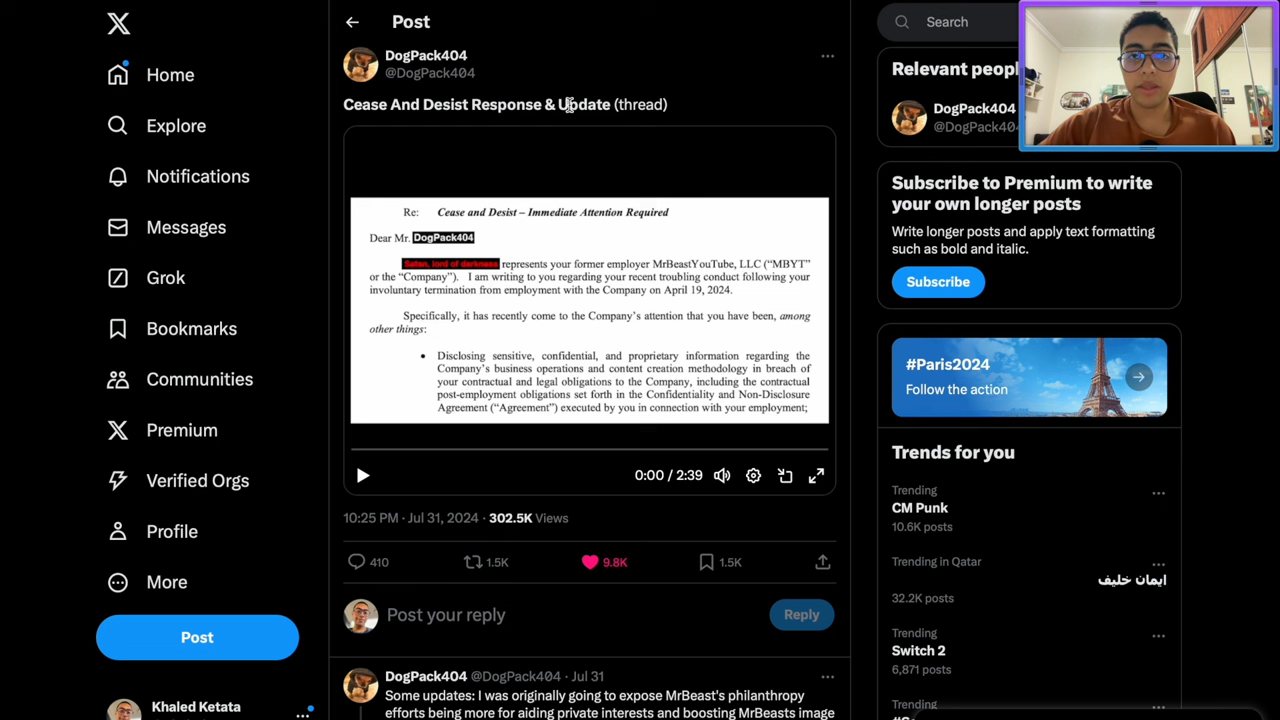 Home
Explore
Notifications
Messages
Grok
Bookmarks
Communities
Premium
Verified Orgs
Profile
More
Post
Khaled Ketata
Post
DogPack404
@DogPack404
Cease And Desist Response & Update (thread)
Re: Cease and Desist – Immediate Attention Required
Dear Mr. DogPack404
Satan, lord of darkness represents your former employer MrBeastYouTube, LLC (“MBYT”
or the “Company”). I am writing to you regarding your recent troubling conduct following your
involuntary termination from employment with the Company on April 19, 2024.
Specifically, it has recently come to the Company’s attention that you have been, among
other things:
• Disclosing sensitive, confidential, and proprietary information regarding the
Company’s business operations and content creation methodology in breach of
your contractual and legal obligations to the Company, including the contractual
post-employment obligations set forth in the Confidentiality and Non-Disclosure
Agreement (“Agreement”) executed by you in connection with your employment;
0:00 / 2:39
10:25 PM · Jul 31, 2024 · 302.5K Views
410 1.5K 9.8K 1.5K
Post your reply
Reply
DogPack404 @DogPack404 · Jul 31
Some updates: I was originally going to expose MrBeast's philanthropy
efforts being more for aiding private interests and boosting MrBeasts image
Search
Relevant peop
DogPack404
@DogPack404
Subscribe to Premium to write
your own longer posts
Write longer posts and apply text formatting
such as bold and italic.
Subscribe
#Paris2024
Follow the action
Trends for you
Trending
CM Punk
10.6K posts
Trending in Qatar
ايمان خليف
32.2K posts
Trending
Switch 2
6,871 posts
Trending